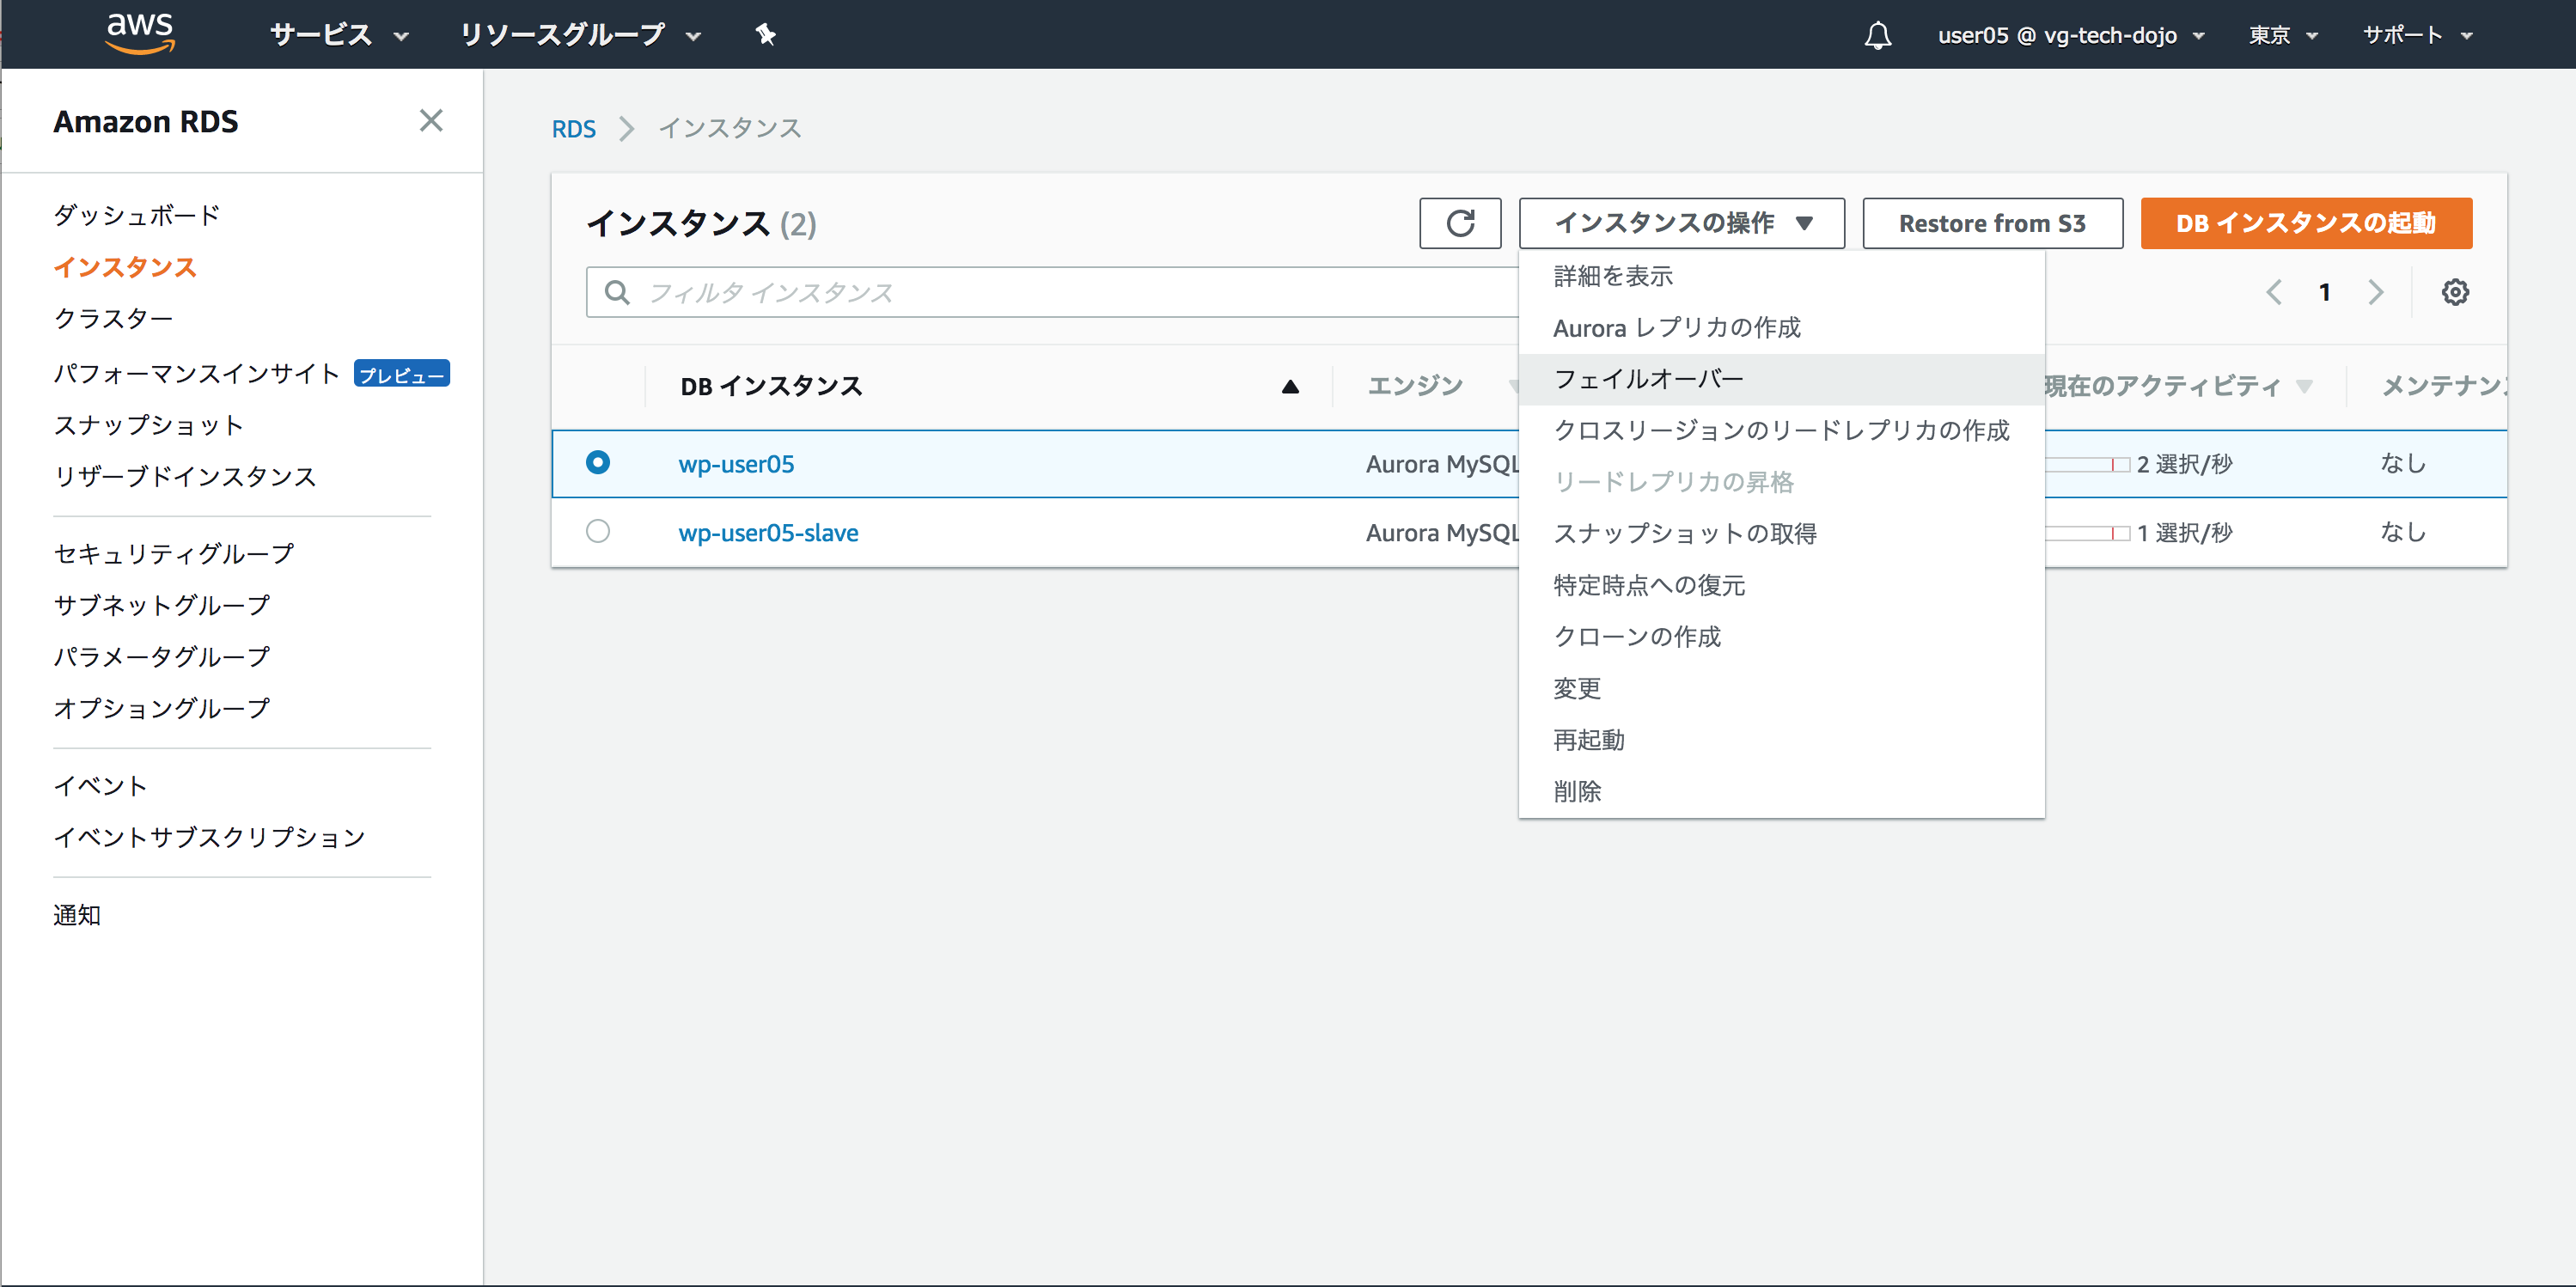 aws サービス リソースグループ user05 @ vg-tech-dojo 東京 サポート
Amazon RDS
ダッシュボード
インスタンス
クラスター
パフォーマンスインサイト プレビュー
スナップショット
リザーブドインスタンス
セキュリティグループ
サブネットグループ
パラメータグループ
オプショングループ
イベント
イベントサブスクリプション
通知
RDS インスタンス
インスタンス (2) インスタンスの操作 Restore from S3 DB インスタンスの起動
フィルタ インスタンス 1
DB インスタンス エンジン 現在のアクティビティ メンテナン
wp-user05 Aurora MySQL 2 選択/秒 なし
wp-user05-slave Aurora MySQL 1 選択/秒 なし
詳細を表示
Aurora レプリカの作成
フェイルオーバー
クロスリージョンのリードレプリカの作成
リードレプリカの昇格
スナップショットの取得
特定時点への復元
クローンの作成
変更
再起動
削除